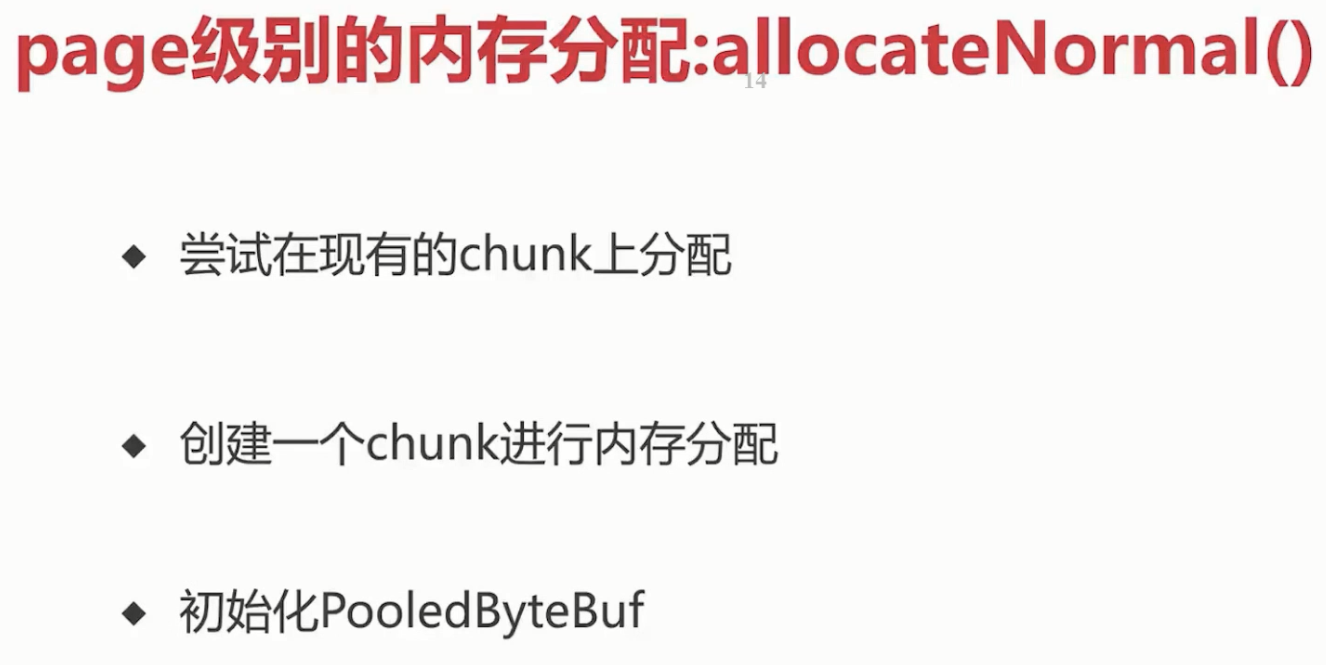 page级别的内存分配:allocateNormal()
14
◆ 尝试在现有的chunk上分配
◆ 创建一个chunk进行内存分配
◆ 初始化PooledByteBuf